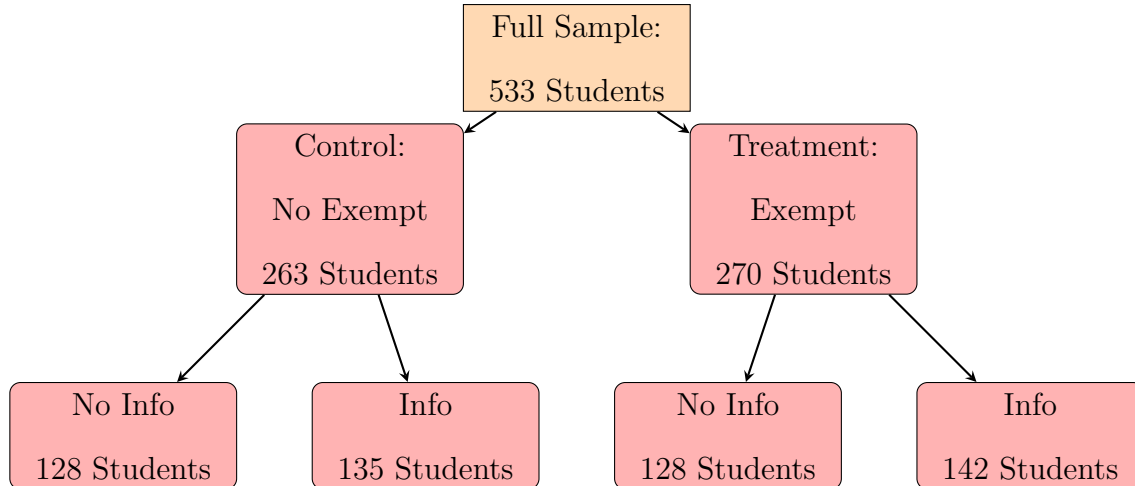 Full Sample:
533 Students
Control:
No Exempt
263 Students
Treatment:
Exempt
270 Students
No Info
128 Students
Info
135 Students
No Info
128 Students
Info
142 Students